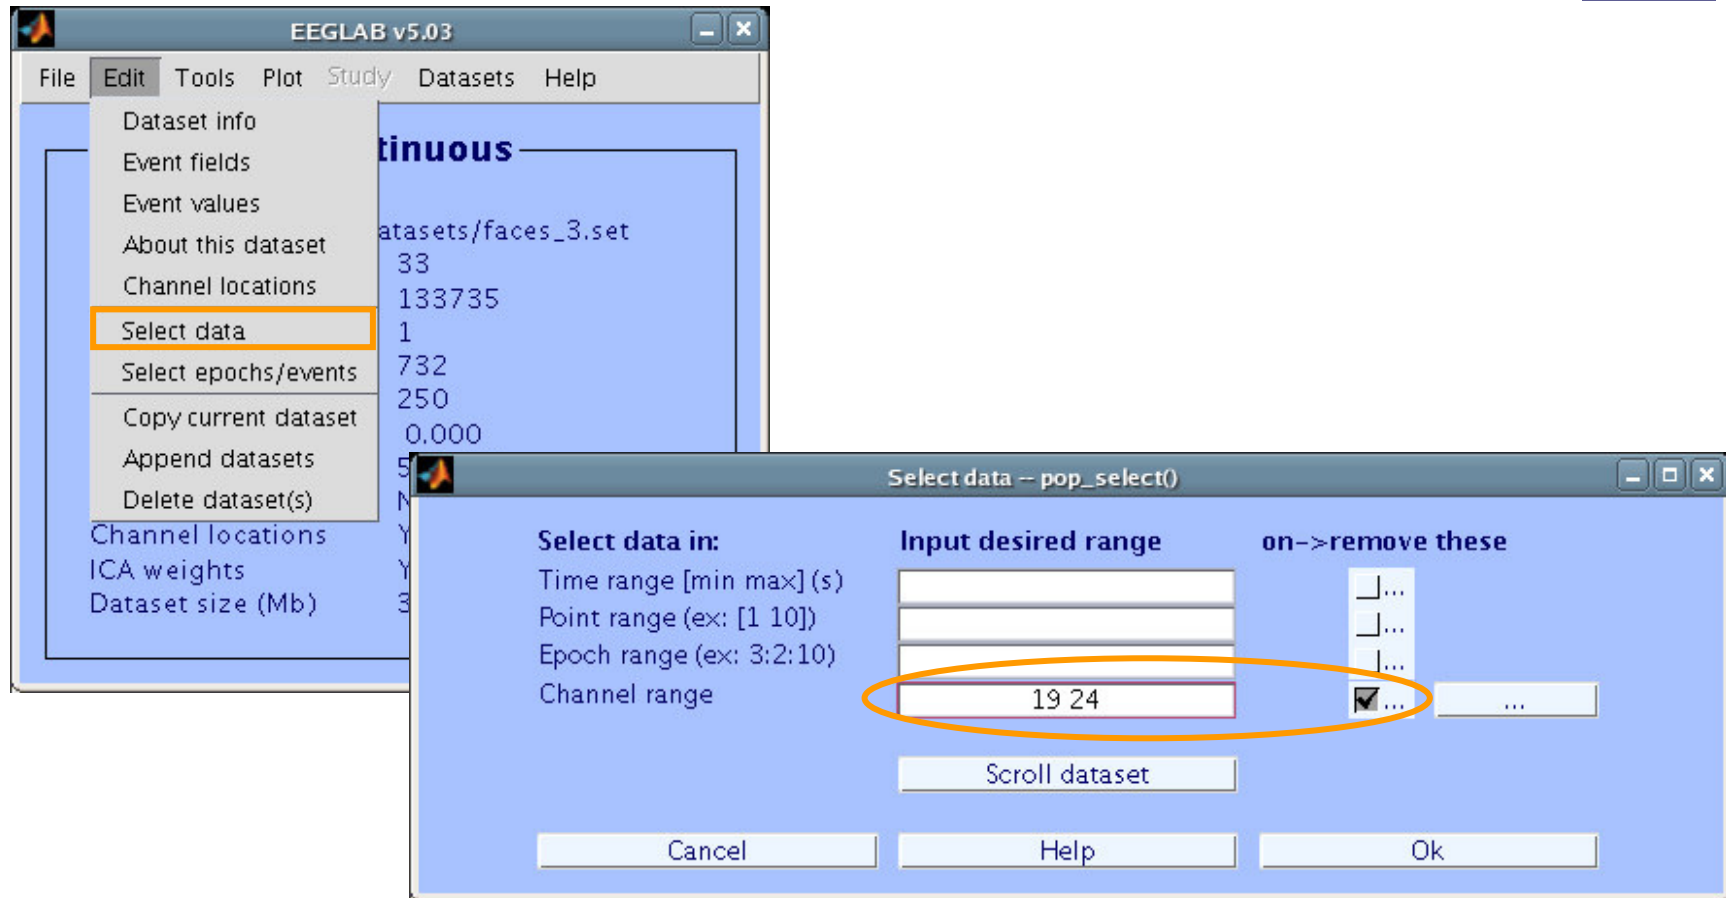 EEGLAB v5.03
File Edit Tools Plot Study Datasets Help
Dataset info
Event fields
Event values
About this dataset
Channel locations
Select data
Select epochs/events
Copy current dataset
Append datasets
Delete dataset(s)
tinuous
atasets/faces_3.set
33
133735
1
732
250
0.000
5
N
Channel locations Y
ICA weights Y
Dataset size (Mb) 3
Select data -- pop_select()
Select data in: Input desired range on->remove these
Time range [min max] (s) ...
Point range (ex: [1 10]) ...
Epoch range (ex: 3:2:10) ...
Channel range 19 24 ... ...
Scroll dataset
Cancel Help Ok